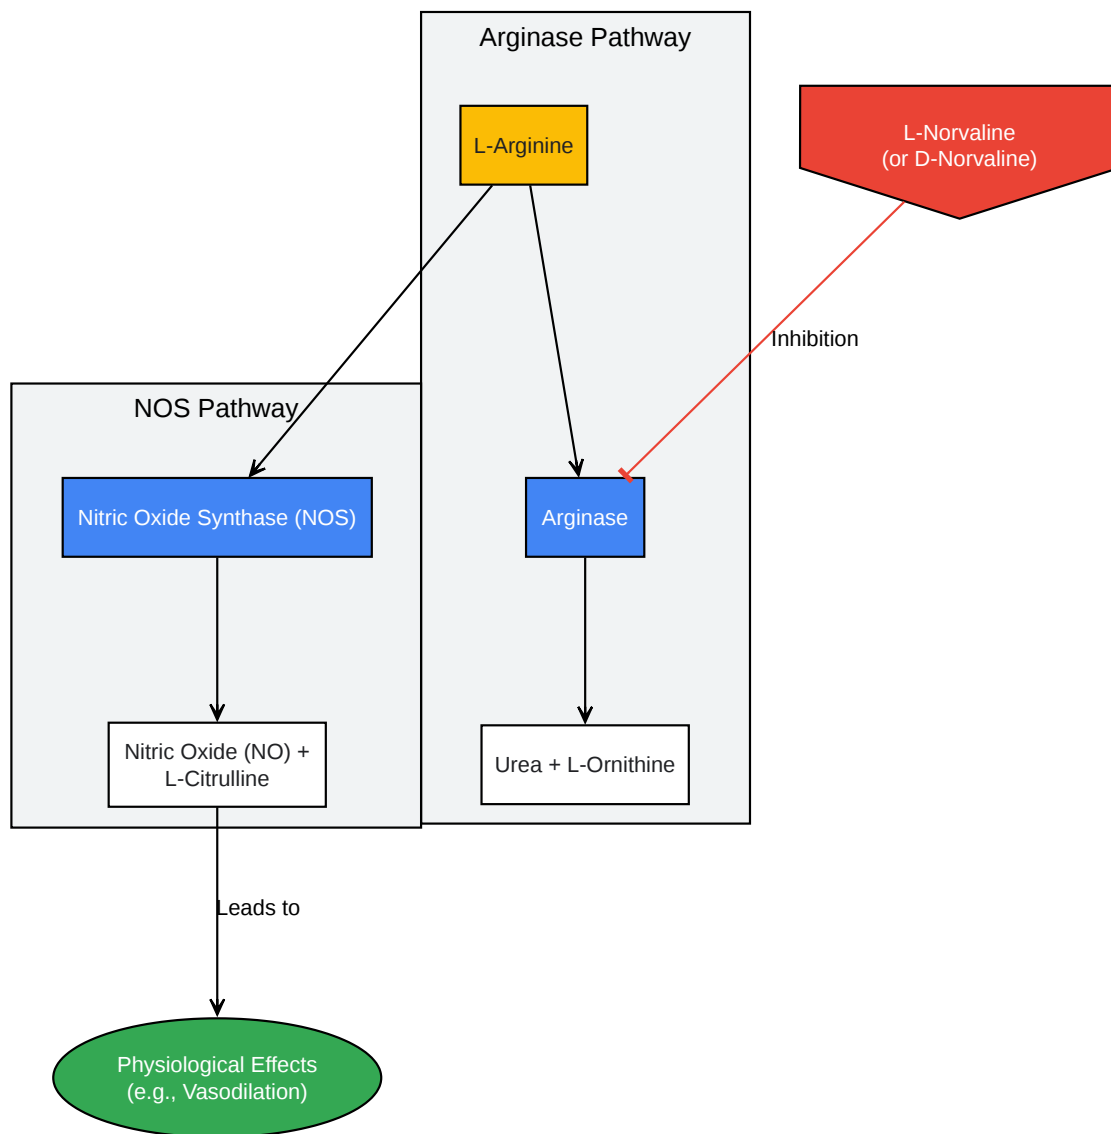 Arginase Pathway
L-Arginine
L-Norvaline
(or D-Norvaline)
Inhibition
NOS Pathway
Nitric Oxide Synthase (NOS)
Arginase
Nitric Oxide (NO) +
L-Citrulline
Urea + L-Ornithine
Leads to
Physiological Effects
(e.g., Vasodilation)